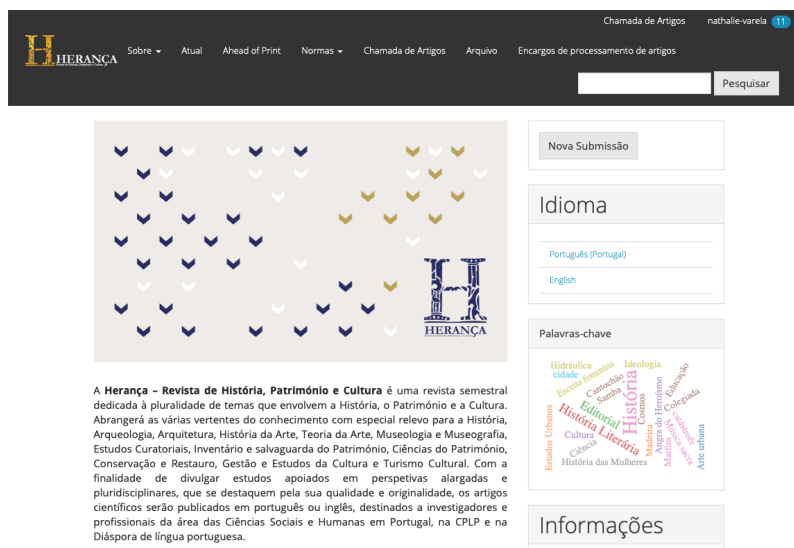 Chamada de Artigos nathalie-varela 11
HERANÇA
Sobre Atual Ahead of Print Normas Chamada de Artigos Arquivo Encargos de processamento de artigos
Pesquisar
HERANÇA
A Herança – Revista de História, Património e Cultura é uma revista semestral
dedicada à pluralidade de temas que envolvem a História, o Património e a Cultura.
Abrangerá as várias vertentes do conhecimento com especial relevo para a História,
Arqueologia, Arquitetura, História da Arte, Teoria da Arte, Museologia e Museografia,
Estudos Curatoriais, Inventário e salvaguarda do Património, Ciências do Património,
Conservação e Restauro, Gestão e Estudos da Cultura e Turismo Cultural. Com a
finalidade de divulgar estudos apoiados em perspetivas alargadas e
pluridisciplinares, que se destaquem pela sua qualidade e originalidade, os artigos
científicos serão publicados em português ou inglês, destinados a investigadores e
profissionais da área das Ciências Sociais e Humanas em Portugal, na CPLP e na
Diáspora de língua portuguesa.
Nova Submissão
Idioma
Português (Portugal)
English
Palavras-chave
Hidráulica
Ideologia
cidade
Escrita feminina
Cantochão
Samba
História
Cosmos
Educação
Colegiada
Editorial
História Literária
Angra do Heroísmo
Estudos Urbanos
Cultura
Ciência
Madeira
Marfim
Música sacra
catástrofe
Arte urbana
História das Mulheres
Informações